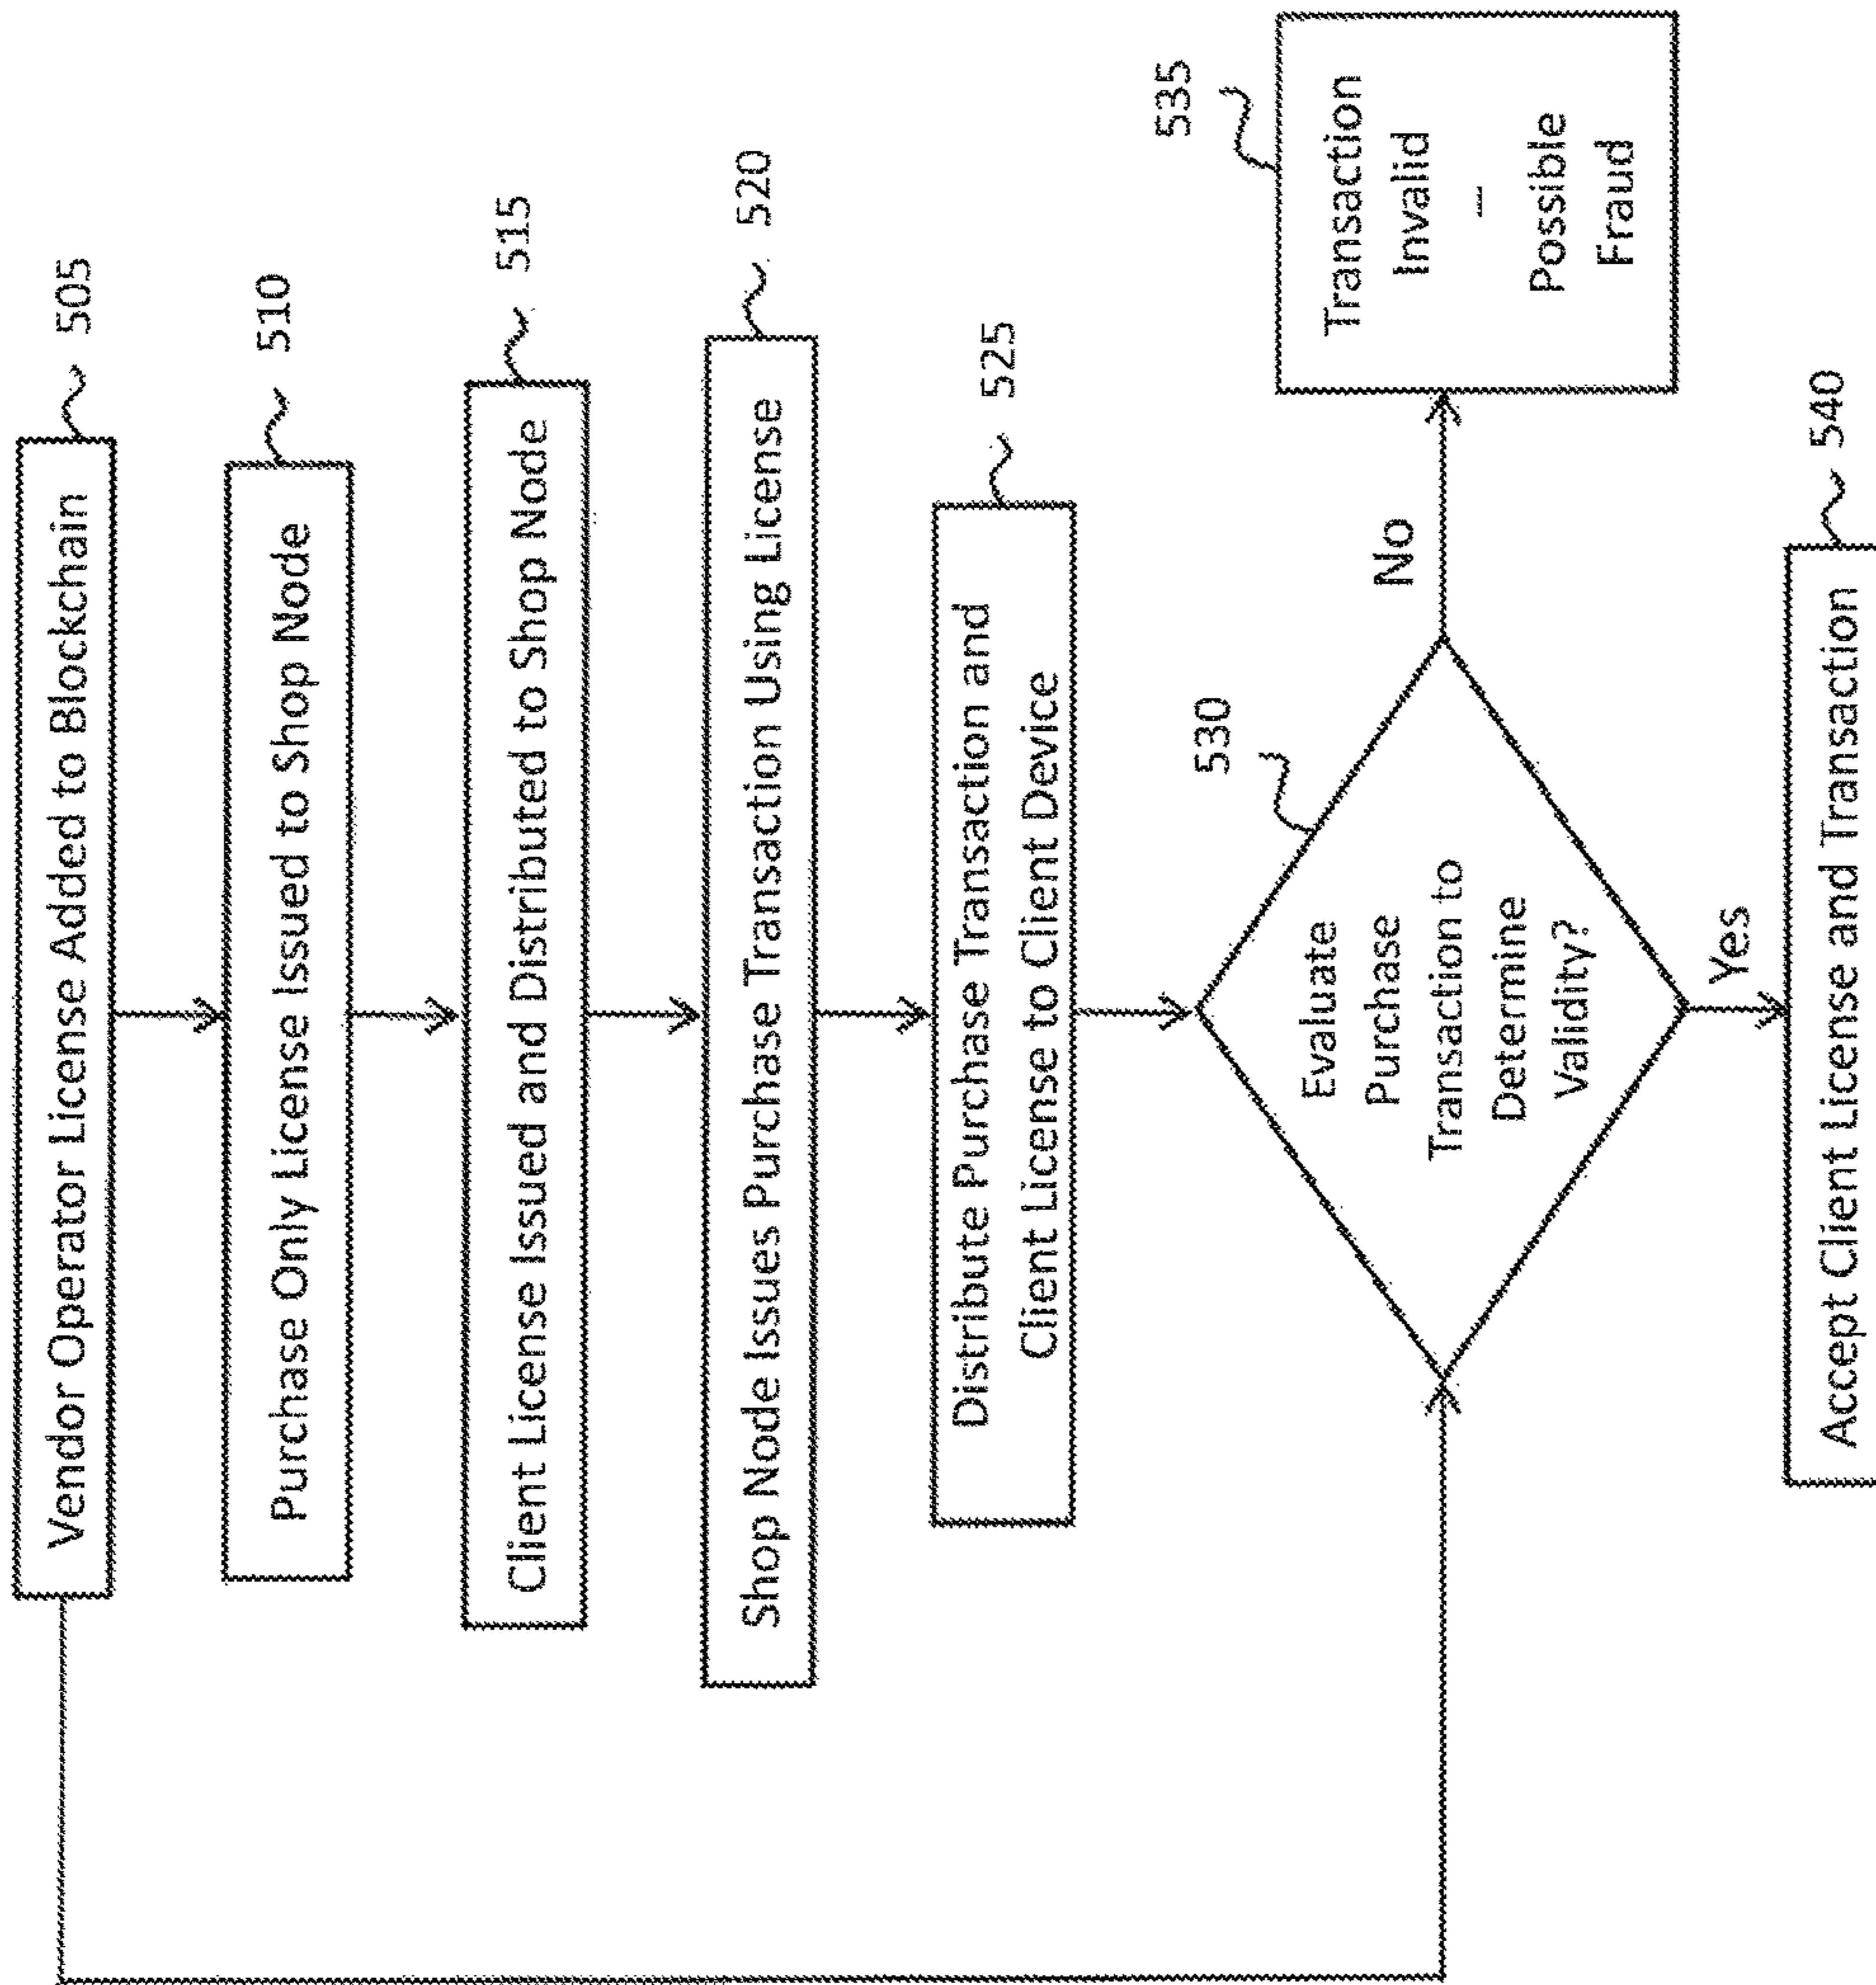 Vendor Operator License Added to Blockchain
505
Purchase Only License Issued to Shop Node
510
Client License Issued and Distributed to Shop Node
515
Shop Node Issues Purchase Transaction Using License
520
Distribute Purchase Transaction and
Client License to Client Device
525
530
Evaluate
Purchase
Transaction to
Determine
Validity?
No
535
Transaction
Invalid
–
Possible
Fraud
Yes
Accept Client License and Transaction
540